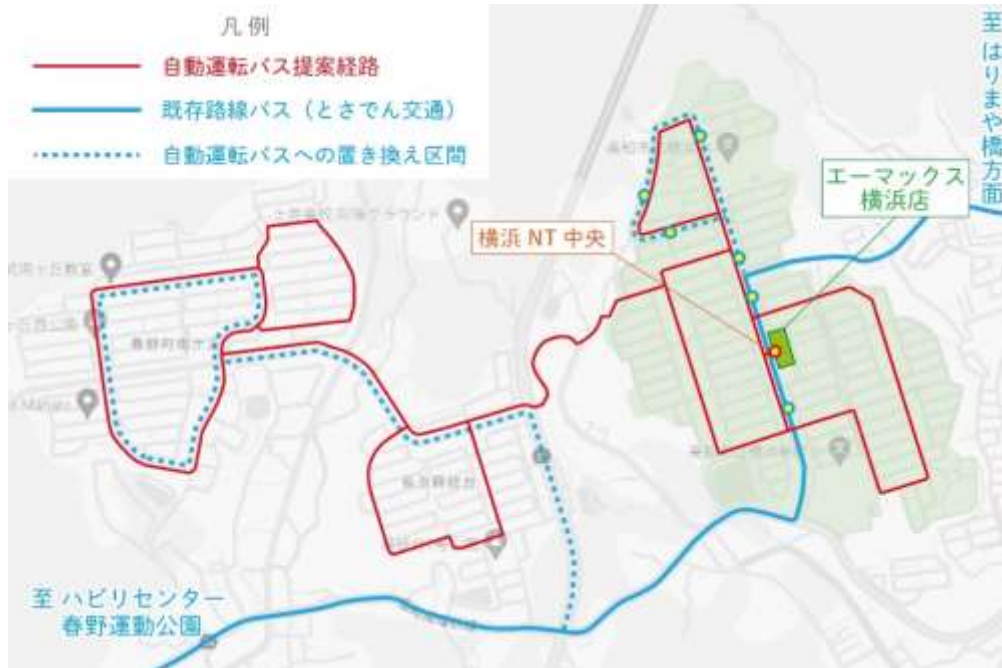 凡例
自動運転バス提案経路
既存路線バス（とさでん交通）
自動運転バスへの置き換え区間
至はりまや橋方面
エーマックス
横浜店
横浜 NT 中央
至 ハビリセンター
春野運動公園